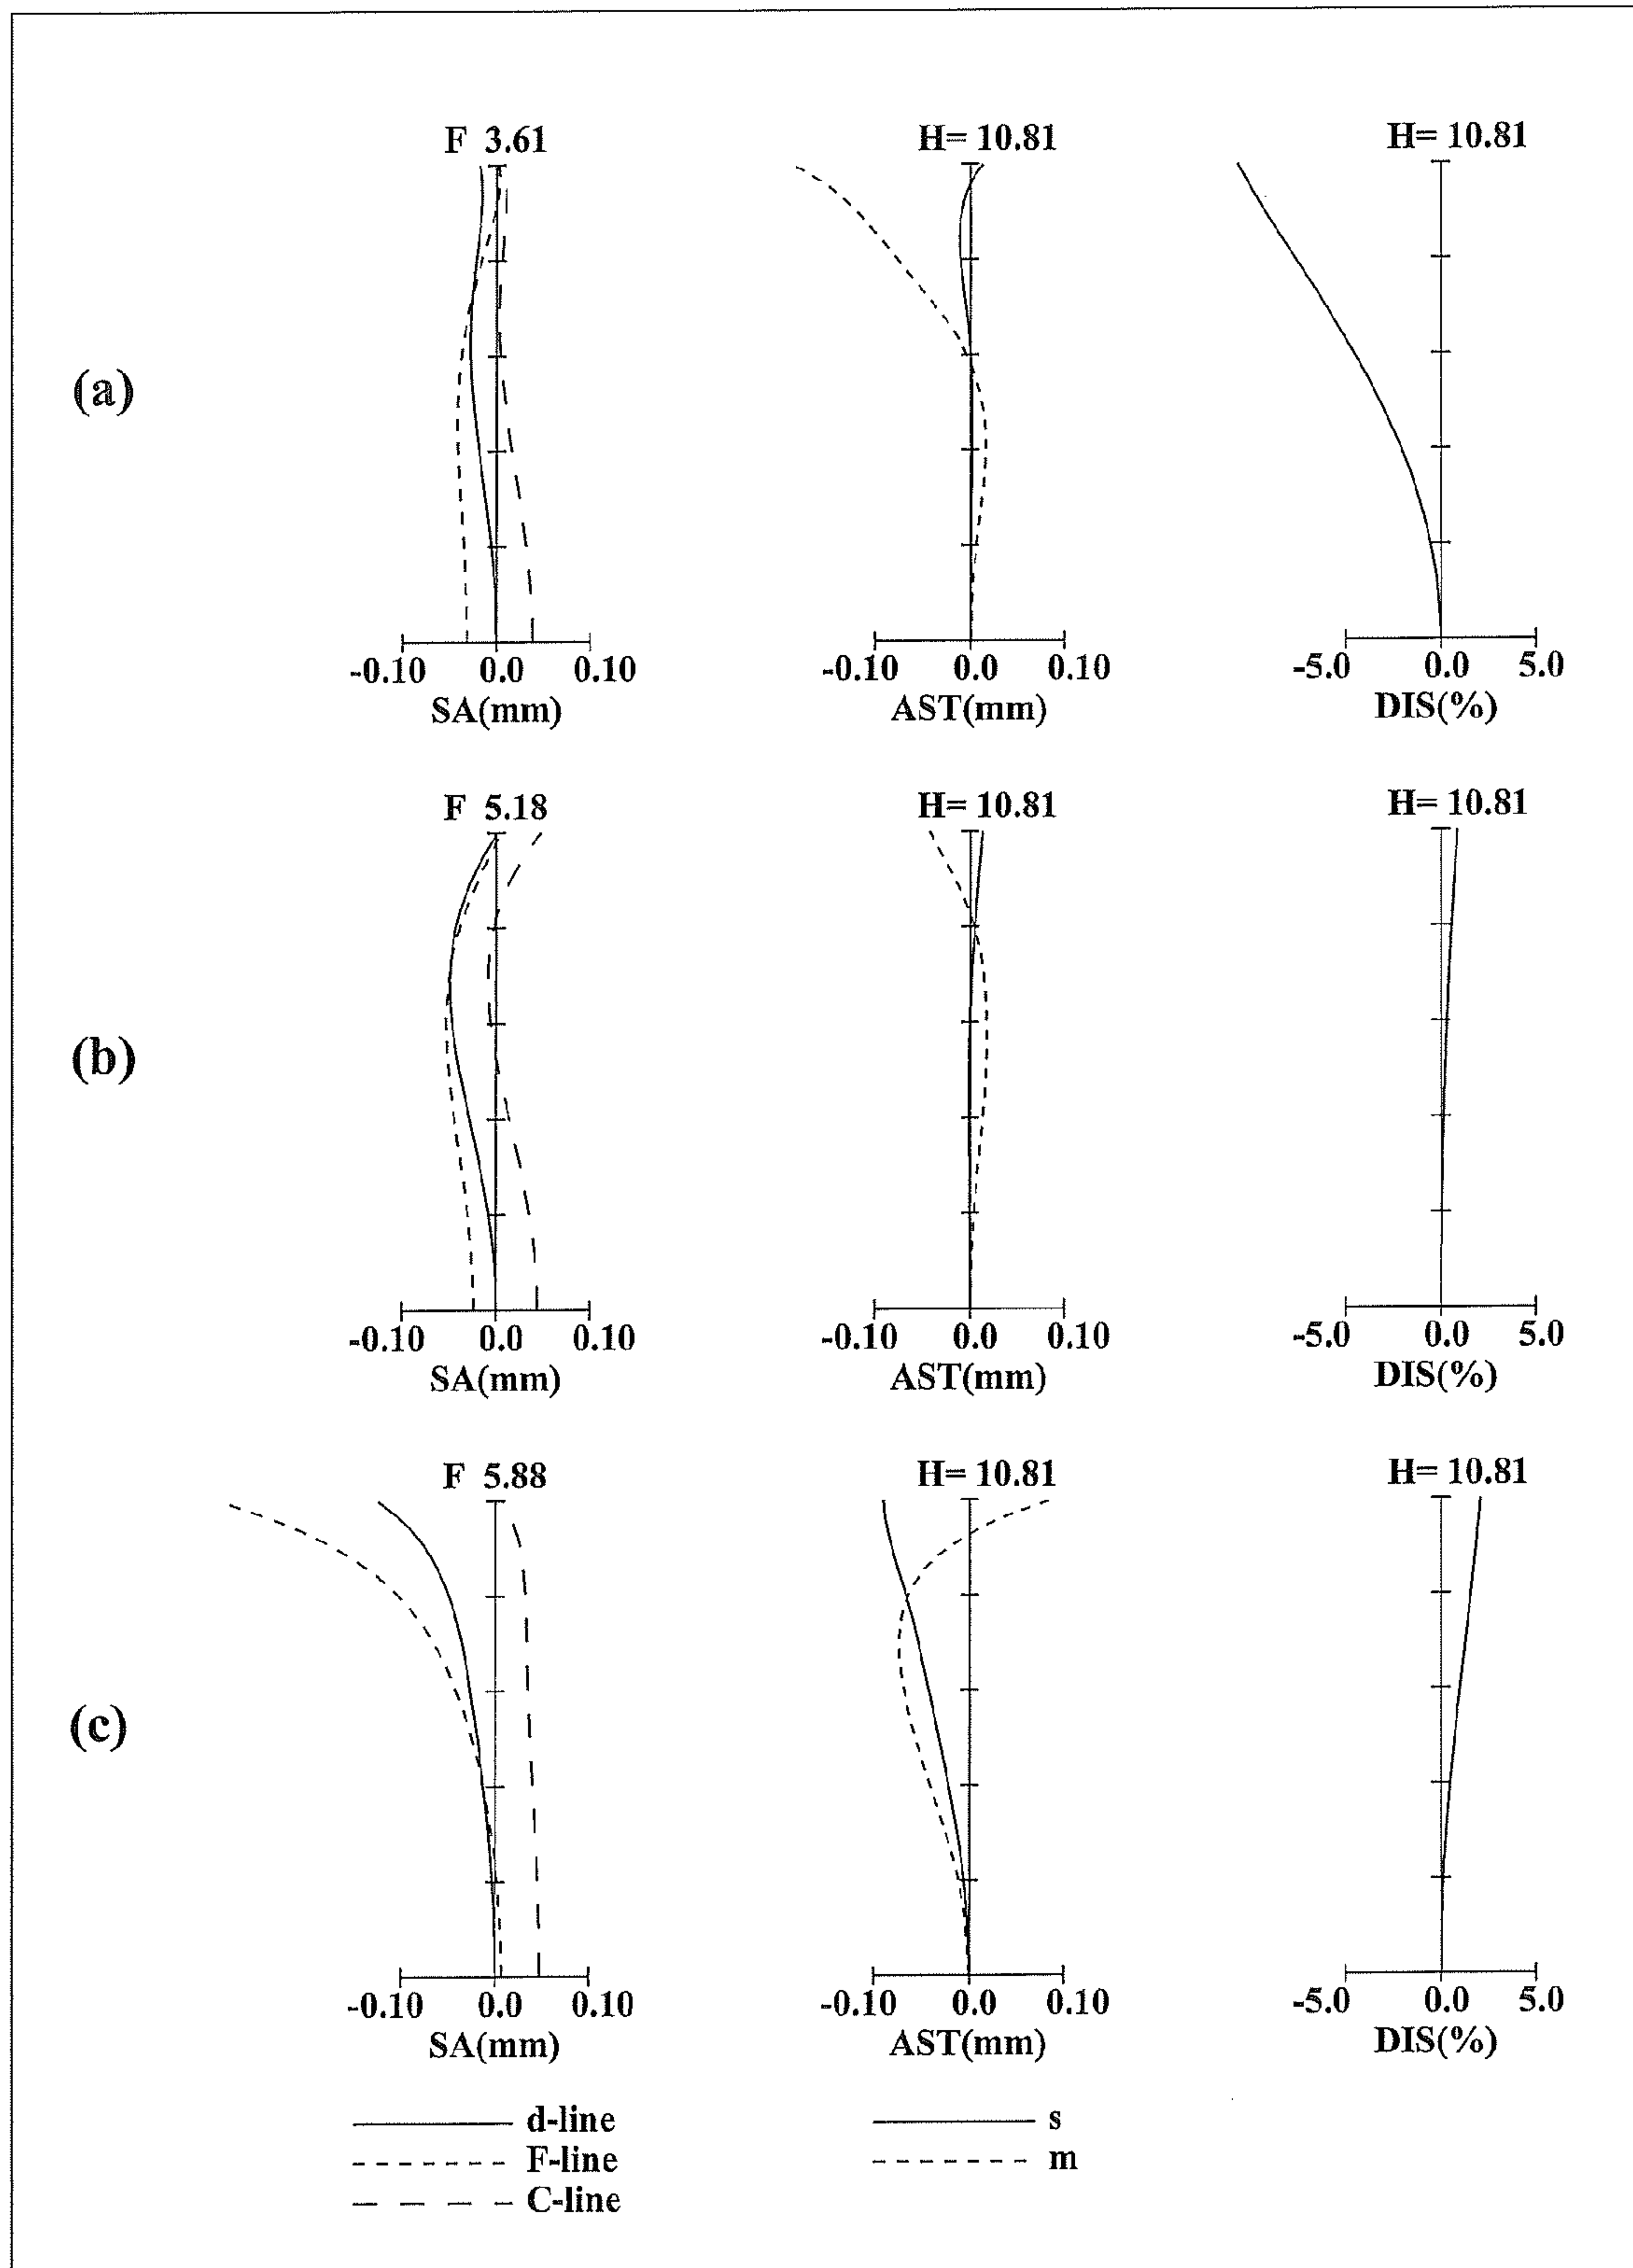 F 3.61
H= 10.81
H= 10.81
(a)
-0.10 0.0 0.10
SA(mm)
-0.10 0.0 0.10
AST(mm)
-5.0 0.0 5.0
DIS(%)
F 5.18
H= 10.81
H= 10.81
(b)
-0.10 0.0 0.10
SA(mm)
-0.10 0.0 0.10
AST(mm)
-5.0 0.0 5.0
DIS(%)
F 5.88
H= 10.81
H= 10.81
(c)
-0.10 0.0 0.10
SA(mm)
-0.10 0.0 0.10
AST(mm)
-5.0 0.0 5.0
DIS(%)
d-line
F-line
C-line
s
m